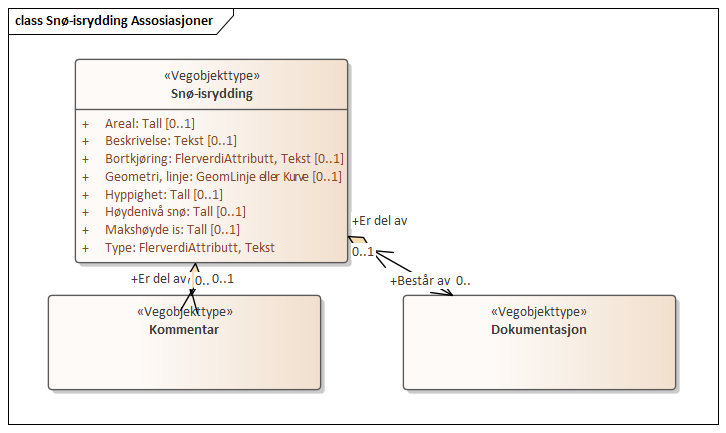 class Snø-isrydding Assosiasjoner
«Vegobjekttype»
Snø-isrydding
+ Areal: Tall [0..1]
+ Beskrivelse: Tekst [0..1]
+ Bortkjøring: FlerverdiAttributt, Tekst [0..1]
+ Geometri, linje: GeomLinje eller Kurve [0..1]
+ Hyppighet: Tall [0..1]
+ Høydenivå snø: Tall [0..1]
+ Makshøyde is: Tall [0..1]
+ Type: FlerverdiAttributt, Tekst
+Er del av
0..1
+Er del av
0..
0..1
+Består av 0..
«Vegobjekttype»
Kommentar
«Vegobjekttype»
Dokumentasjon